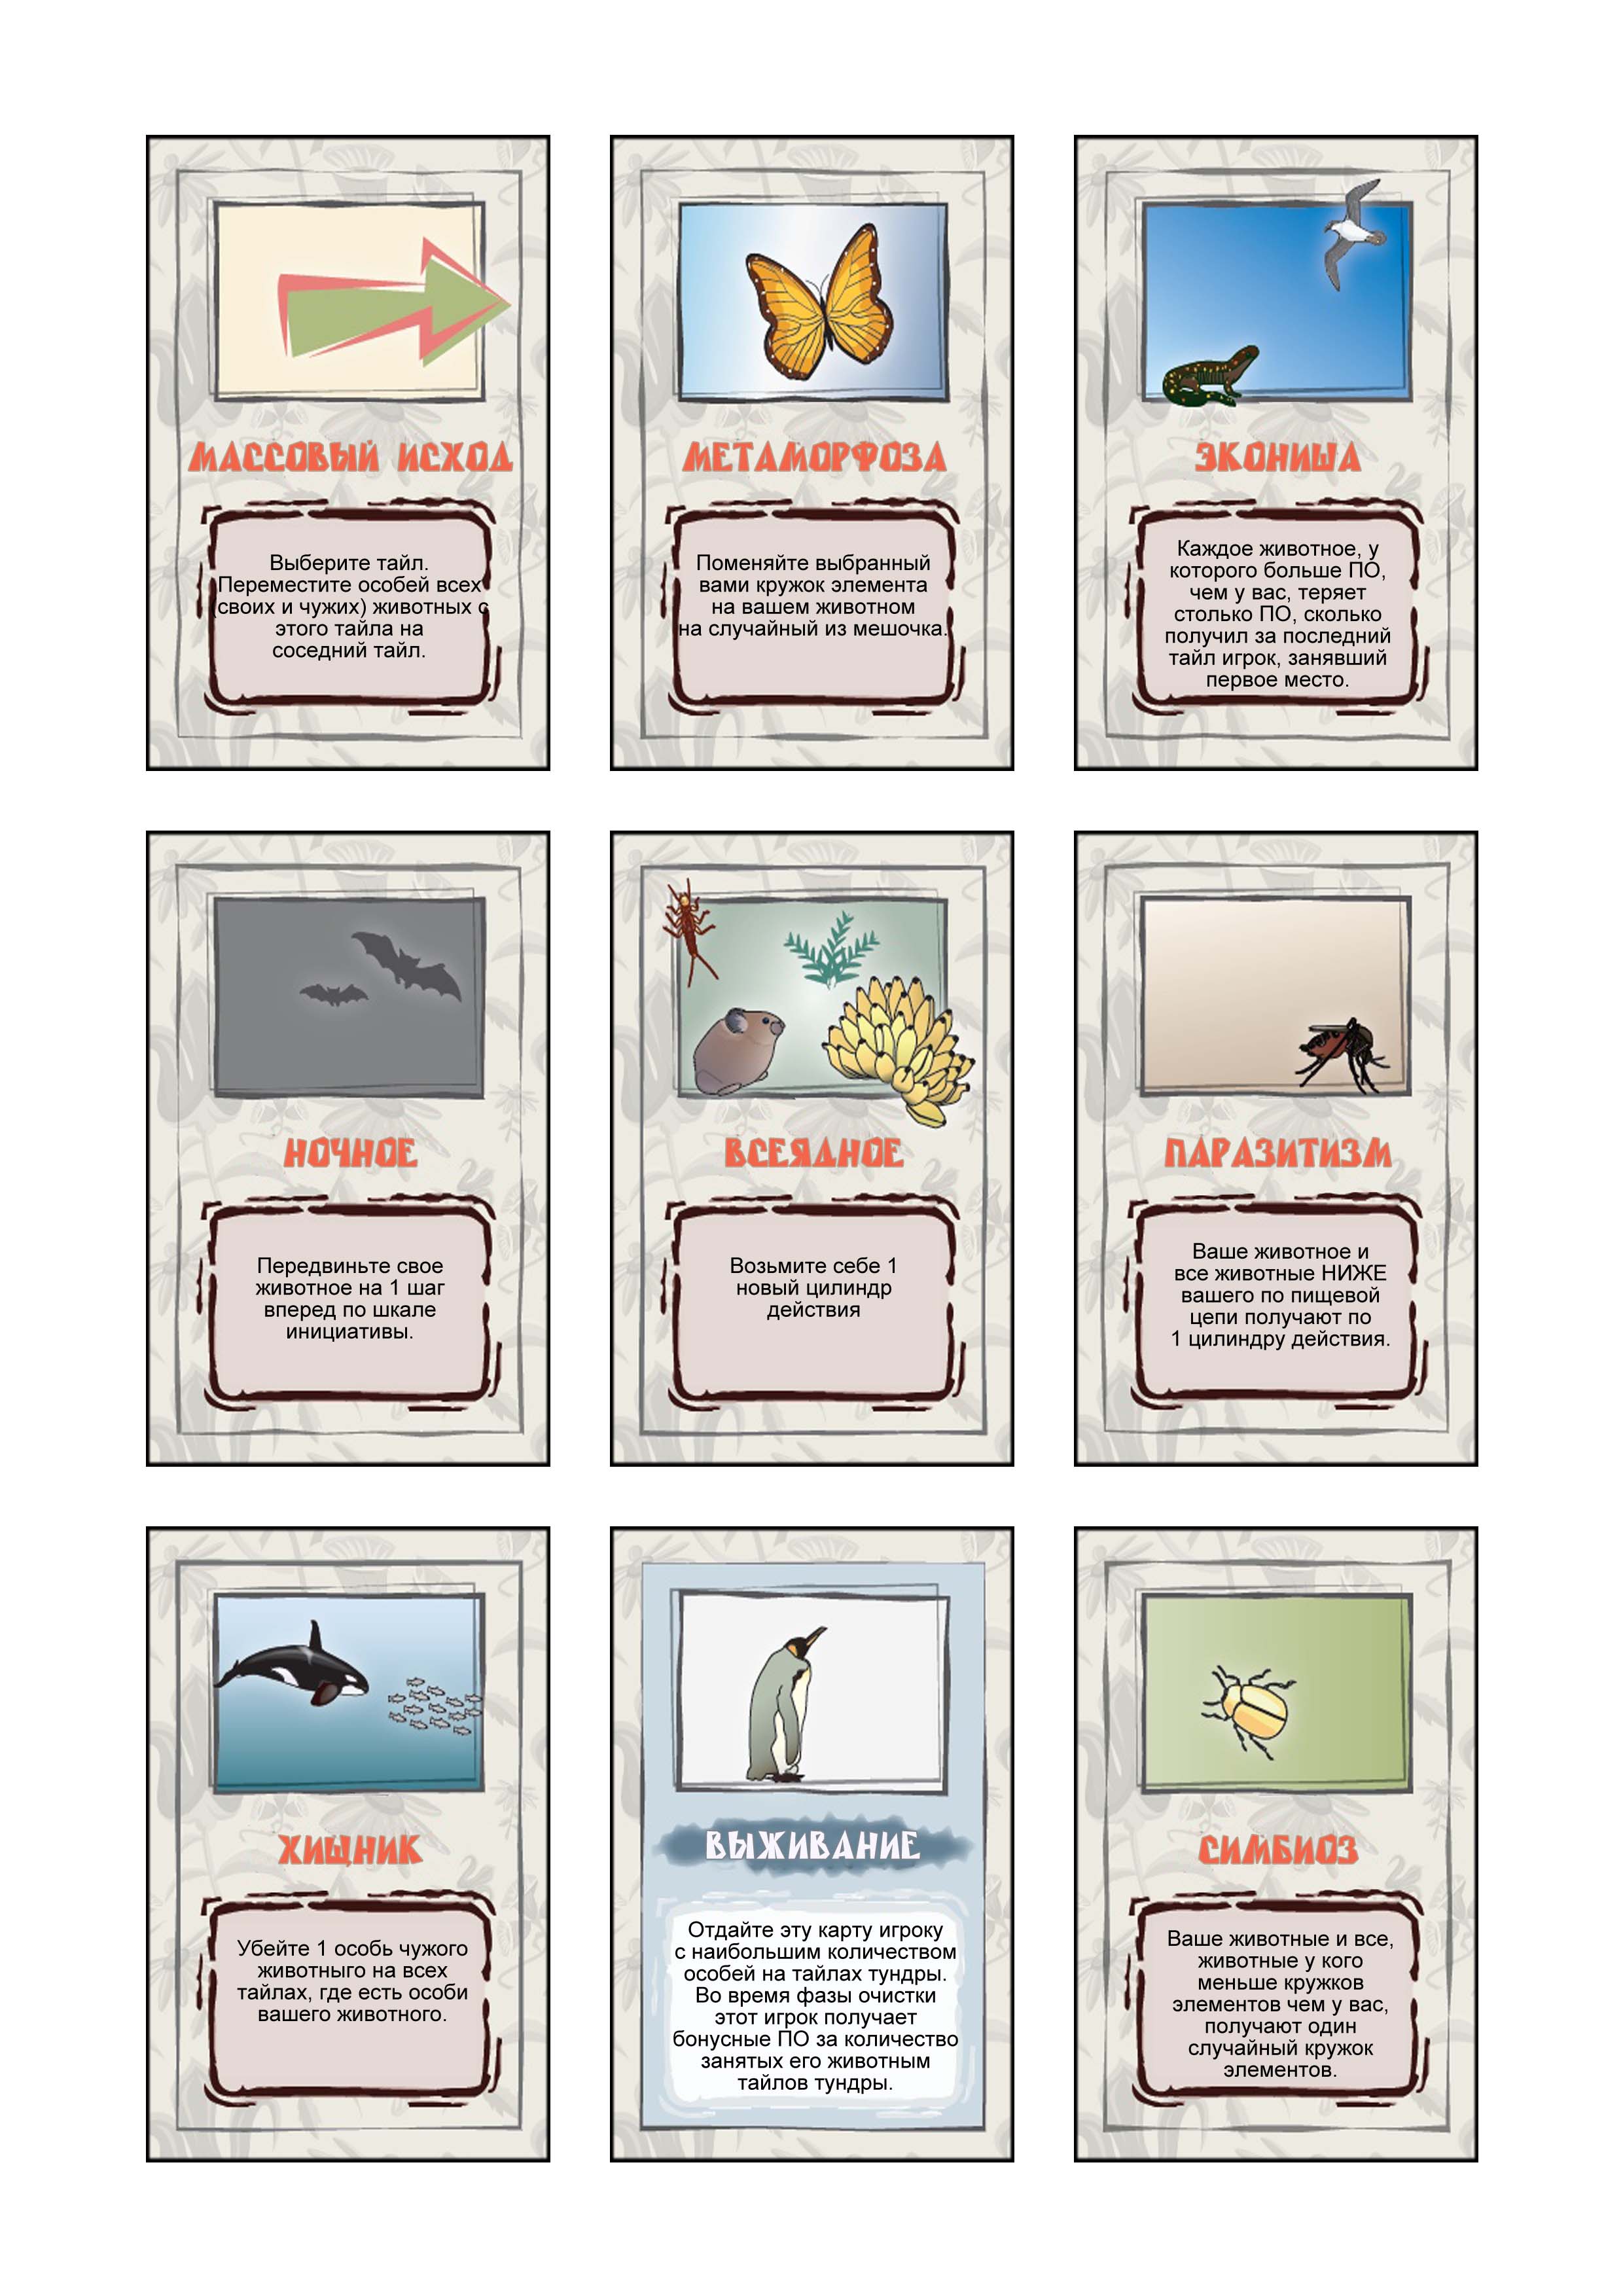 МАССОВЫЙ ИСХОД
Выберите тайл.
Переместите особей всех
(своих и чужих) животных с
этого тайла на
соседний тайл.
МЕТАМОРФОЗА
Поменяйте выбранный
вами кружок элемента
на вашем животном
на случайный из мешочка.
ЭКОНИША
Каждое животное, у
которого больше ПО,
чем у вас, теряет
столько ПО, сколько
получил за последний
тайл игрок, занявший
первое место.
НОЧНОЕ
Передвиньте свое
животное на 1 шаг
вперед по шкале
инициативы.
ВСЕЯДНОЕ
Возьмите себе 1
новый цилиндр
действия
ПАРАЗИТИЗМ
Ваше животное и
все животные НИЖЕ
вашего по пищевой
цепи получают по
1 цилиндру действия.
ХИЩНИК
Убейте 1 особь чужого
животныго на всех
тайлах, где есть особи
вашего животного.
ВЫЖИВАНИЕ
Отдайте эту карту игроку
с наибольшим количеством
особей на тайлах тундры.
Во время фазы очистки
этот игрок получает
бонусные ПО за количество
занятых его животным
тайлов тундры.
СИМБИОЗ
Ваше животные и все,
животные у кого
меньше кружков
элементов чем у вас,
получают один
случайный кружок
элементов.